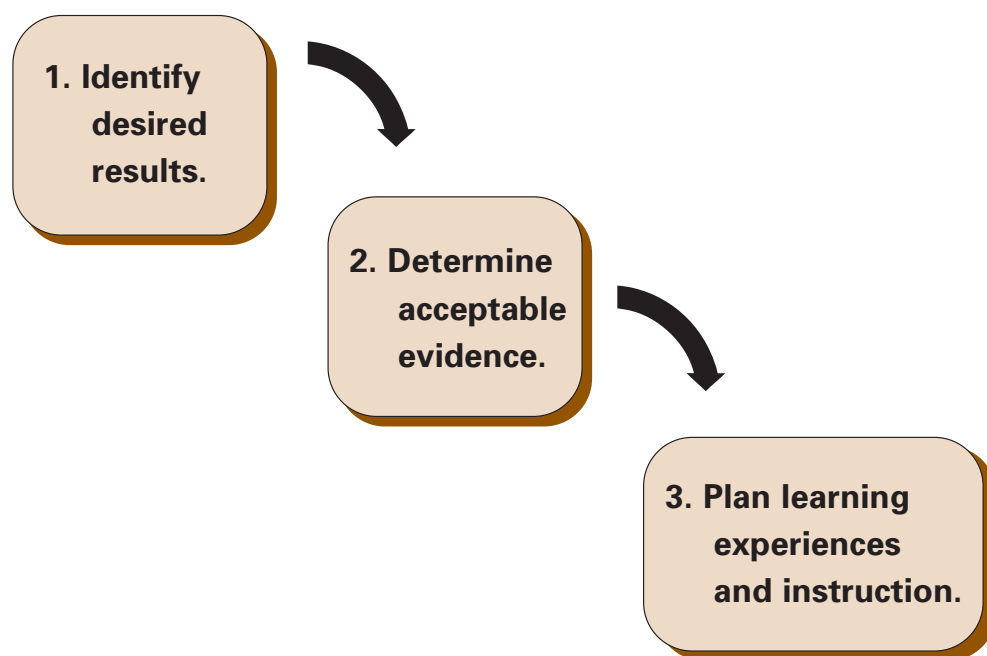 1. Identify
desired
results.
2. Determine
acceptable
evidence.
3. Plan learning
experiences
and instruction.